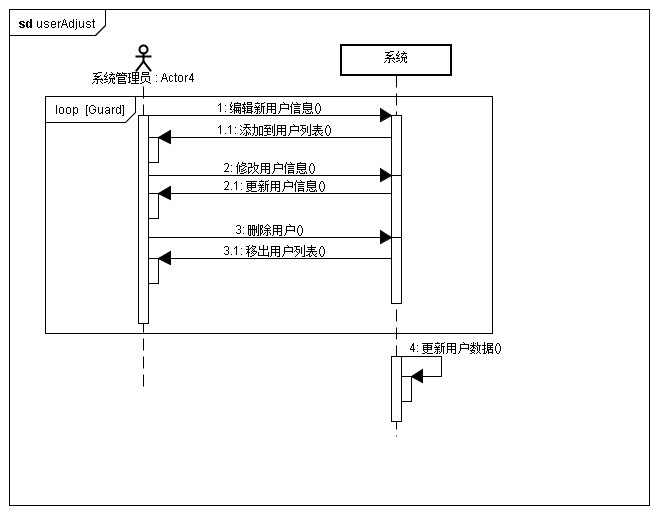 sd userAdjust
系统管理员 : Actor4
系统
loop [Guard]
1: 编辑新用户信息()
1.1: 添加到用户列表()
2: 修改用户信息()
2.1: 更新用户信息()
3: 删除用户()
3.1: 移出用户列表()
4: 更新用户数据()